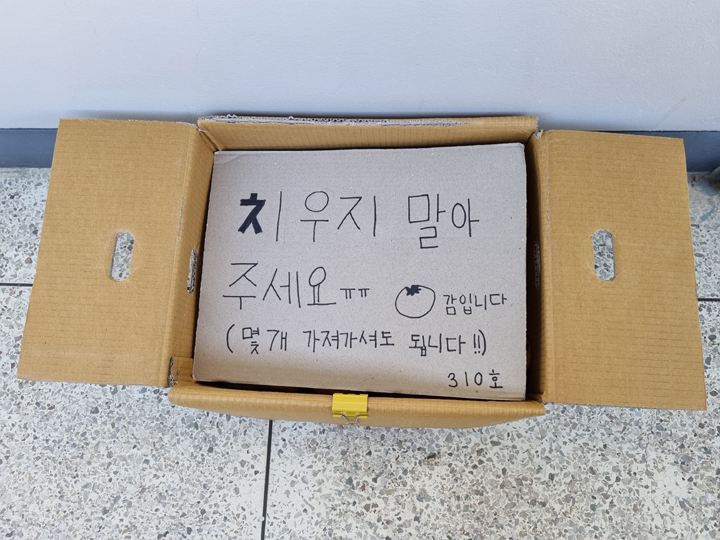 치우지 말아
주세요ㅠㅠ 감입니다
(몇개 가져가셔도 됩니다!!)
310호